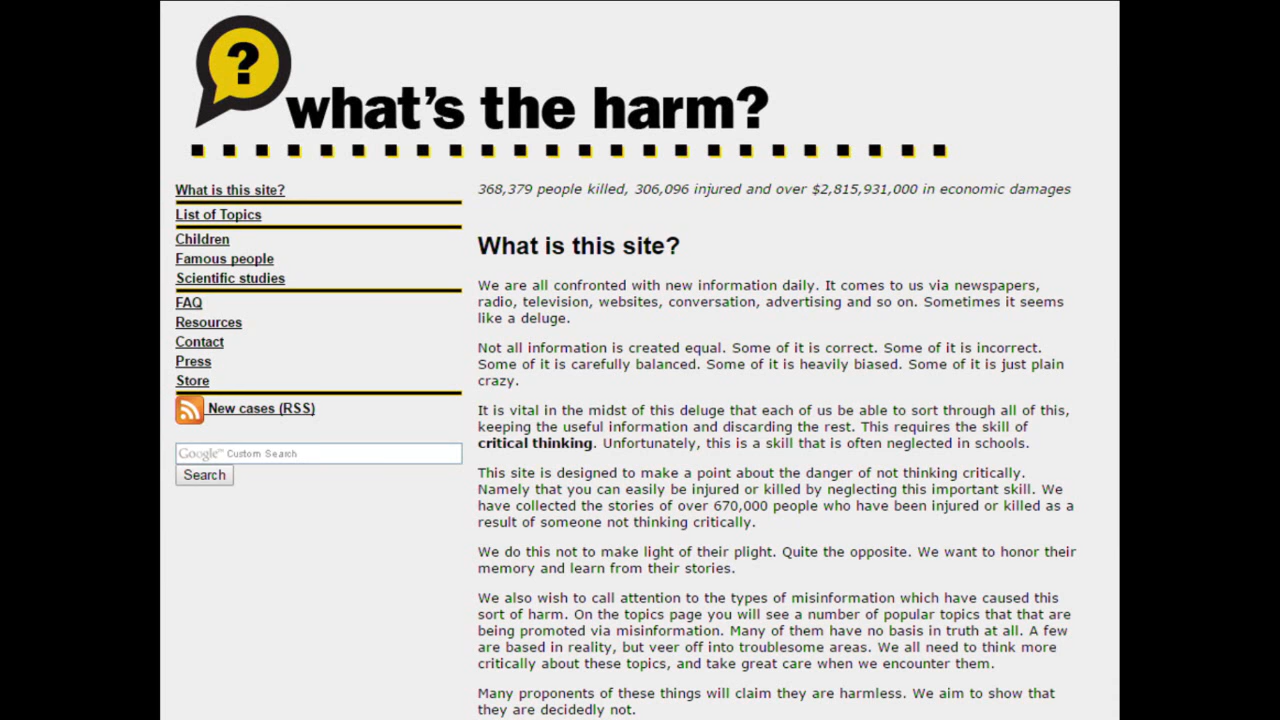 ?
what's the harm?
What is this site?
List of Topics
Children
Famous people
Scientific studies
FAQ
Resources
Contact
Press
Store
New cases (RSS)
Google™ Custom Search
Search
368,379 people killed, 306,096 injured and over $2,815,931,000 in economic damages
What is this site?
We are all confronted with new information daily. It comes to us via newspapers,
radio, television, websites, conversation, advertising and so on. Sometimes it seems
like a deluge.
Not all information is created equal. Some of it is correct. Some of it is incorrect.
Some of it is carefully balanced. Some of it is heavily biased. Some of it is just plain
crazy.
It is vital in the midst of this deluge that each of us be able to sort through all of this,
keeping the useful information and discarding the rest. This requires the skill of
critical thinking. Unfortunately, this is a skill that is often neglected in schools.
This site is designed to make a point about the danger of not thinking critically.
Namely that you can easily be injured or killed by neglecting this important skill. We
have collected the stories of over 670,000 people who have been injured or killed as a
result of someone not thinking critically.
We do this not to make light of their plight. Quite the opposite. We want to honor their
memory and learn from their stories.
We also wish to call attention to the types of misinformation which have caused this
sort of harm. On the topics page you will see a number of popular topics that that are
being promoted via misinformation. Many of them have no basis in truth at all. A few
are based in reality, but veer off into troublesome areas. We all need to think more
critically about these topics, and take great care when we encounter them.
Many proponents of these things will claim they are harmless. We aim to show that
they are decidedly not.